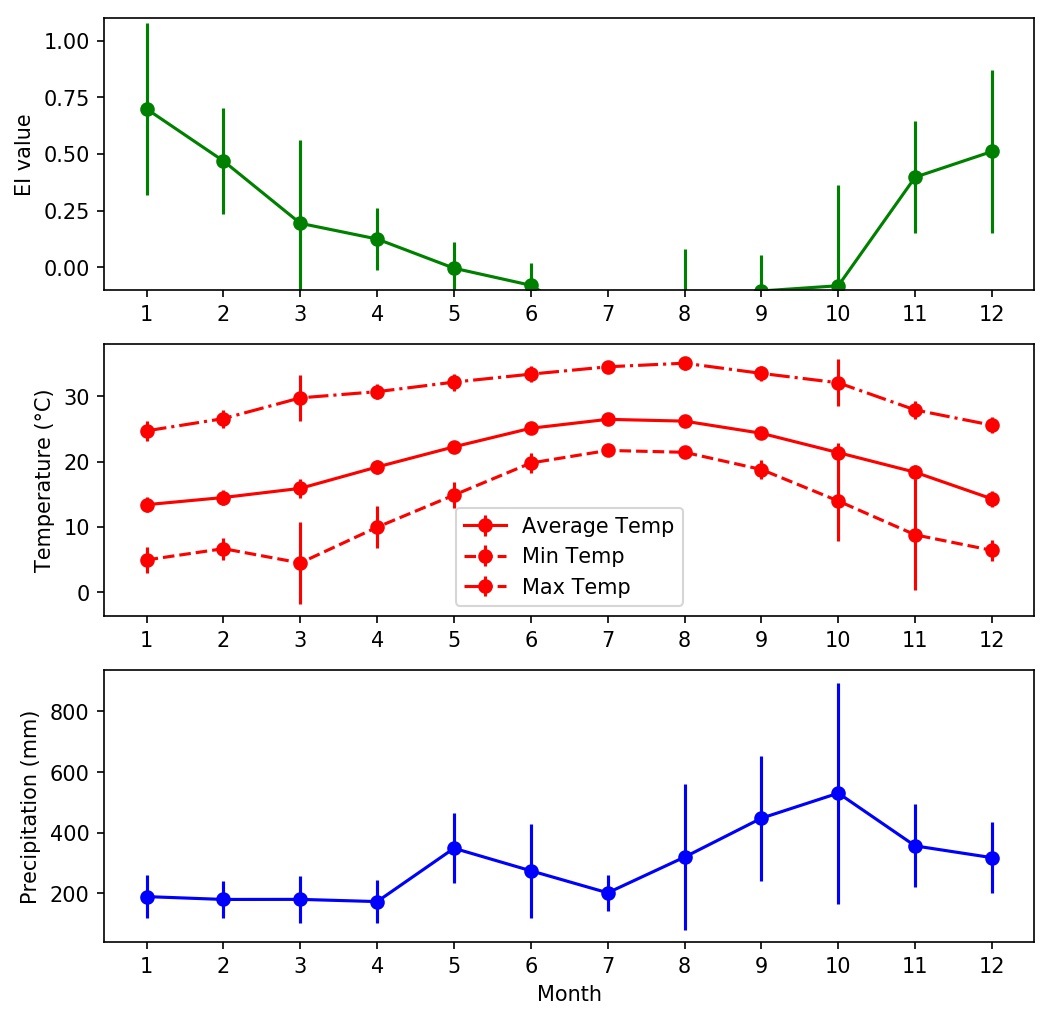 EI value
1.00
0.75
0.50
0.25
0.00
1 2 3 4 5 6 7 8 9 10 11 12
Temperature (°C)
30
20
10
0
Average Temp
Min Temp
Max Temp
1 2 3 4 5 6 7 8 9 10 11 12
Precipitation (mm)
800
600
400
200
1 2 3 4 5 6 7 8 9 10 11 12
Month